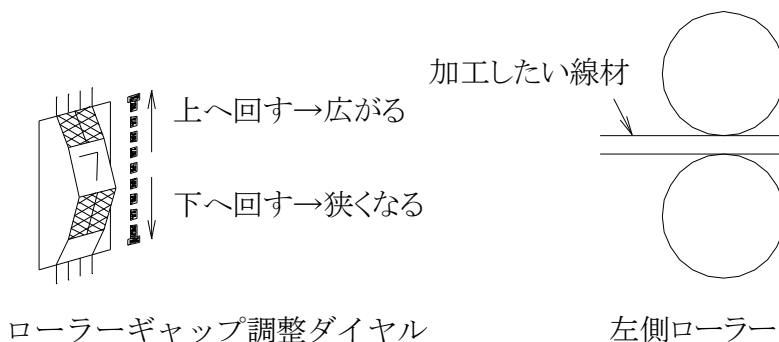 加工したい線材
上へ回す→広がる
下へ回す→狭くなる
ローラーギャップ調整ダイヤル
左側ローラー